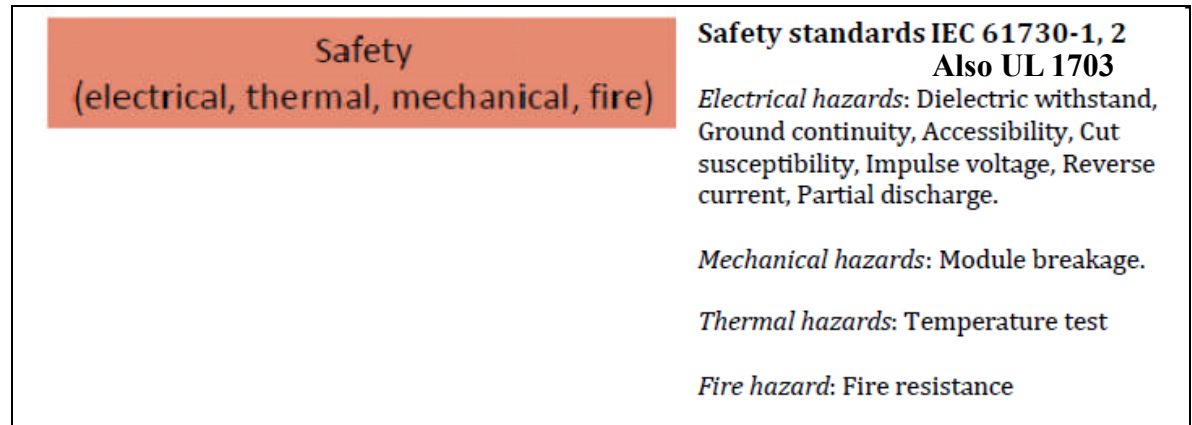 Safety
(electrical, thermal, mechanical, fire)
Safety standards IEC 61730-1, 2
Also UL 1703
Electrical hazards: Dielectric withstand,
Ground continuity, Accessibility, Cut
susceptibility, Impulse voltage, Reverse
current, Partial discharge.
Mechanical hazards: Module breakage.
Thermal hazards: Temperature test
Fire hazard: Fire resistance